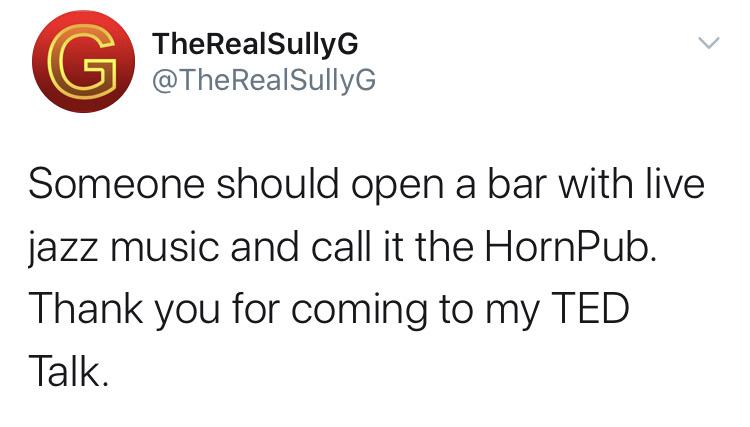 G
TheRealSullyG
@TheRealSullyG
Someone should open a bar with live
jazz music and call it the HornPub.
Thank you for coming to my TED
Talk.